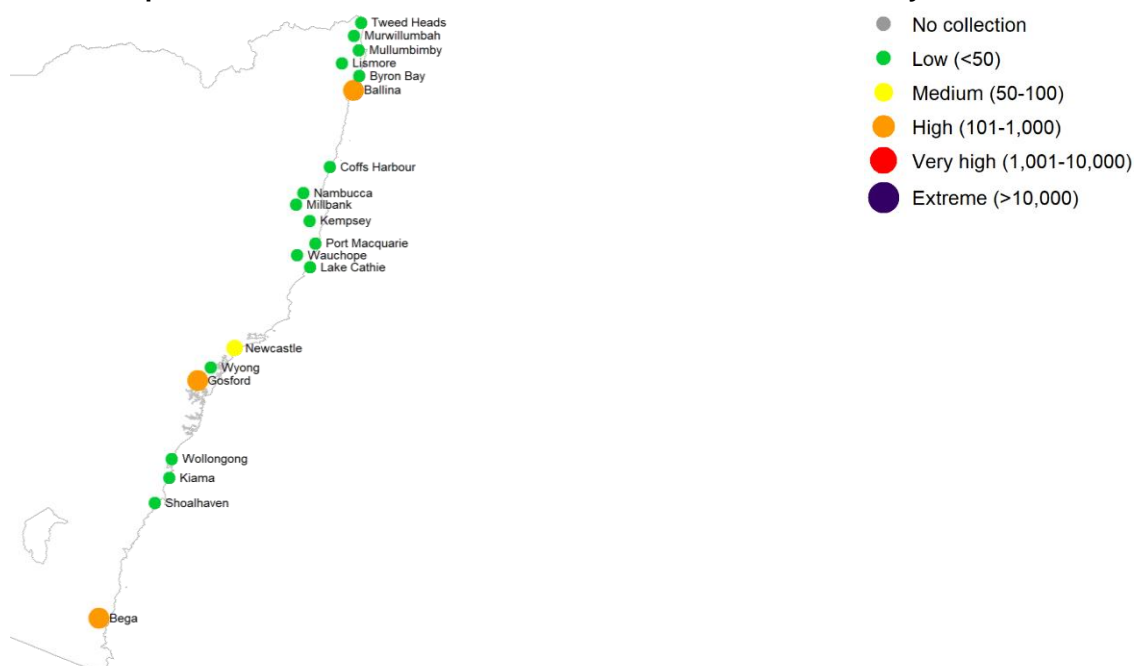 Tweed Heads
Murwillumbah
Mullumbimby
Lismore
Byron Bay
Ballina
Coffs Harbour
Nambucca
Millbank
Kempsey
Port Macquarie
Wauchope
Lake Cathie
Newcastle
Wyong
Gosford
Wollongong
Kiama
Shoalhaven
Bega
No collection
Low (<50)
Medium (50-100)
High (101-1,000)
Very high (1,001-10,000)
Extreme (>10,000)